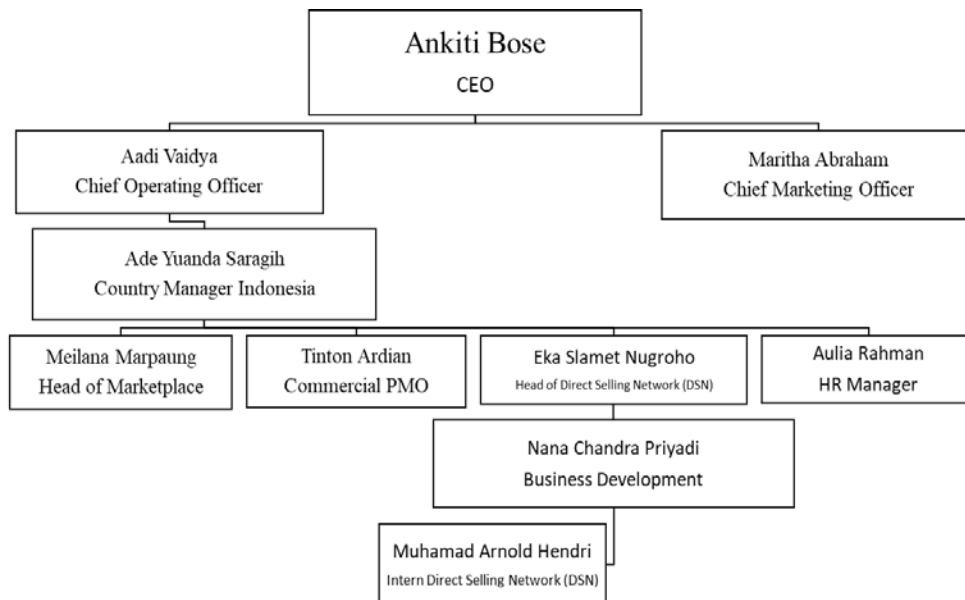 Ankiti Bose
CEO
Aadi Vaidya
Chief Operating Officer
Maritha Abraham
Chief Marketing Officer
Ade Yuanda Saragih
Country Manager Indonesia
Meilana Marpaung
Head of Marketplace
Tinton Ardian
Commercial PMO
Eka Slamet Nugroho
Head of Direct Selling Network (DSN)
Aulia Rahman
HR Manager
Nana Chandra Priyadi
Business Development
Muhamad Arnold Hendri
Intern Direct Selling Network (DSN)